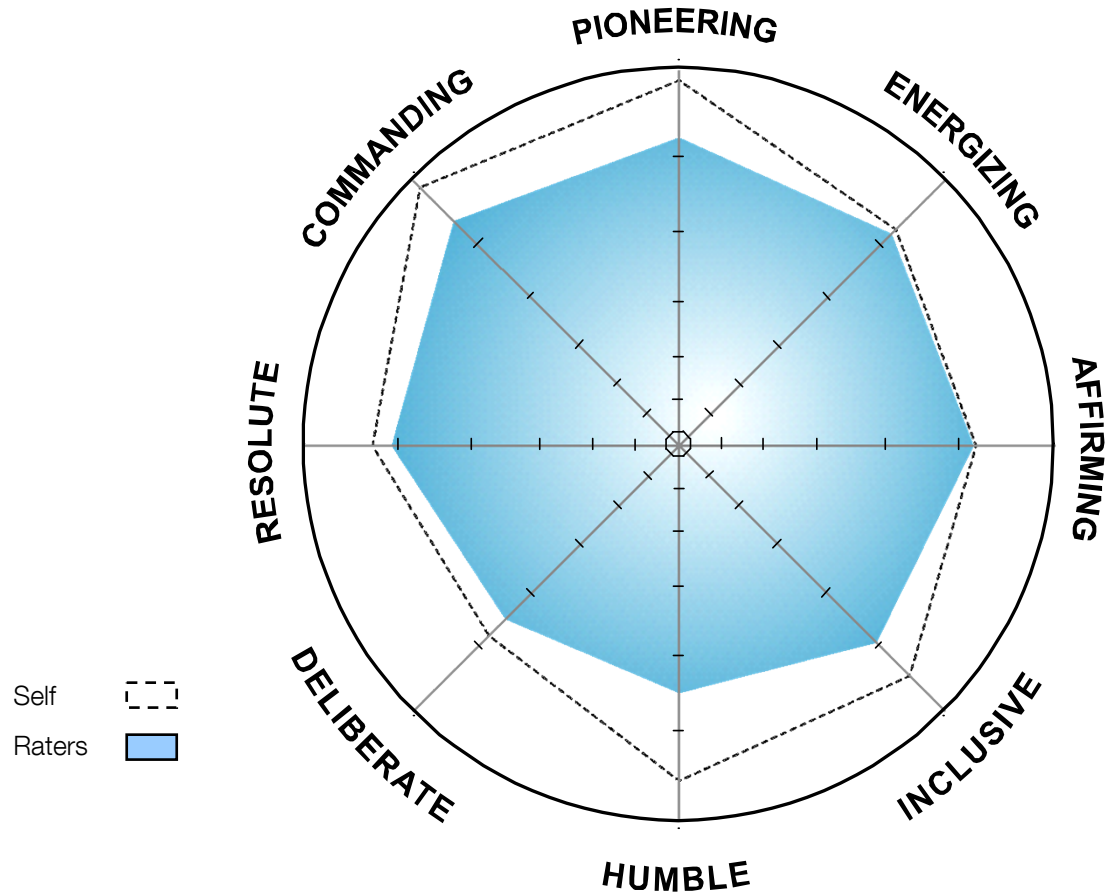 PIONEERING
ENERGIZING
COMMANDING
AFFIRMING
RESOLUTE
INCLUSIVE
DELIBERATE
HUMBLE
Self
Raters